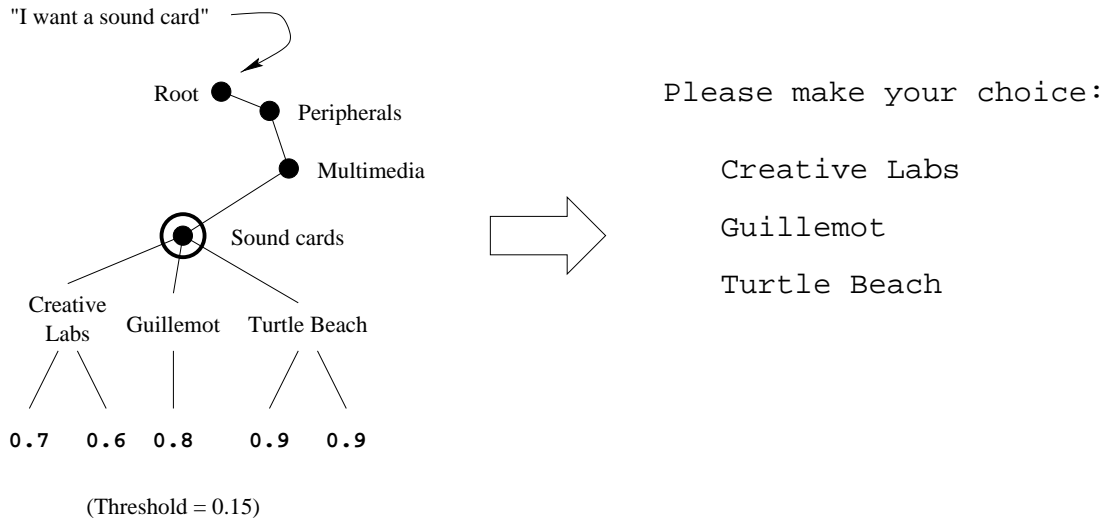 "I want a sound card"
Root
Peripherals
Multimedia
Sound cards
Creative
Labs
Guillemot
Turtle Beach
0.7 0.6 0.8 0.9 0.9
(Threshold = 0.15)
Please make your choice:
Creative Labs
Guillemot
Turtle Beach